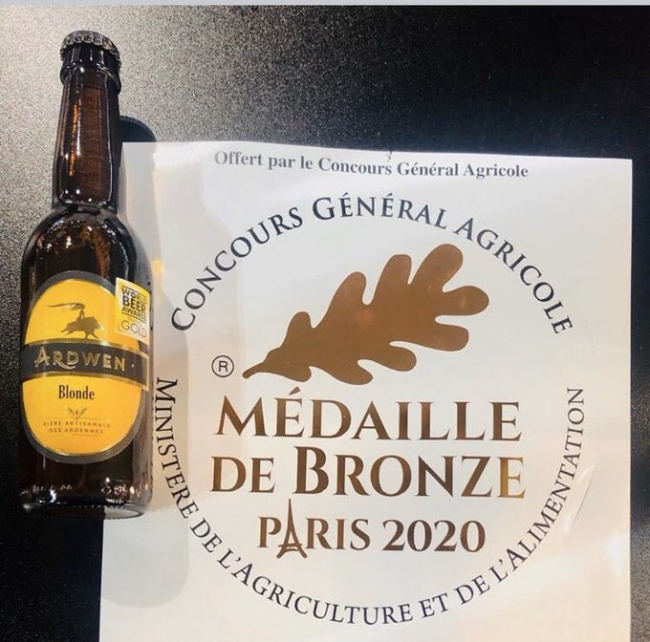 Offert par le Concours Général Agricole
CONCOURS GÉNÉRAL AGRICOLE
®
MÉDAILLE
DE BRONZE
PARIS 2020
MINISTERE DE L'AGRICULTURE ET DE L'ALIMENTATION
WORLD
BEER
AWARDS
GOLD
ARDWEN
Blonde
BIÈRE ARTISANALE
DES ARDENNES